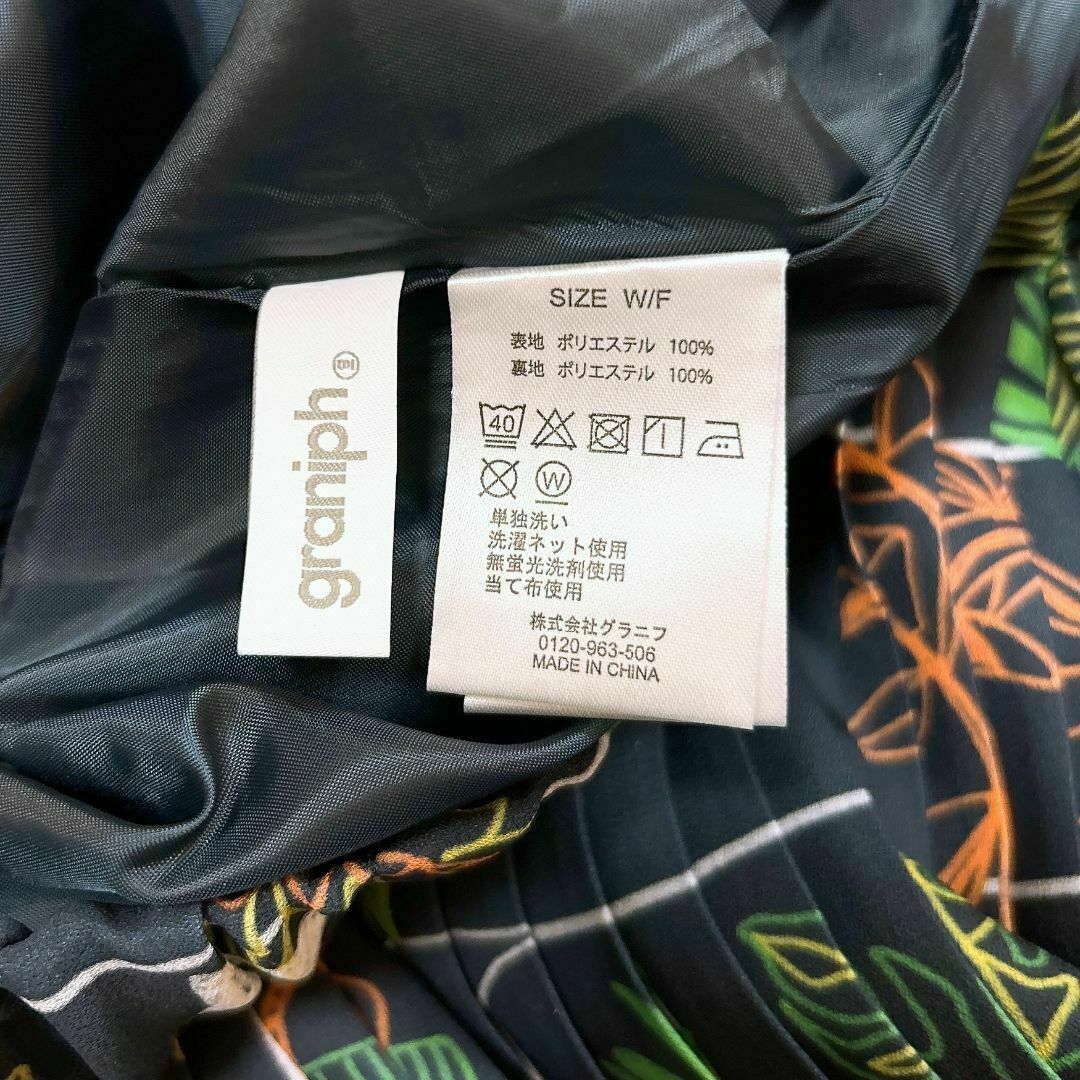 graniph
SIZE W/F
表地 ポリエステル 100%
裏地 ポリエステル 100%
40
W
単独洗い
洗濯ネット使用
無蛍光洗剤使用
当て布使用
株式会社グラニフ
0120-963-506
MADE IN CHINA